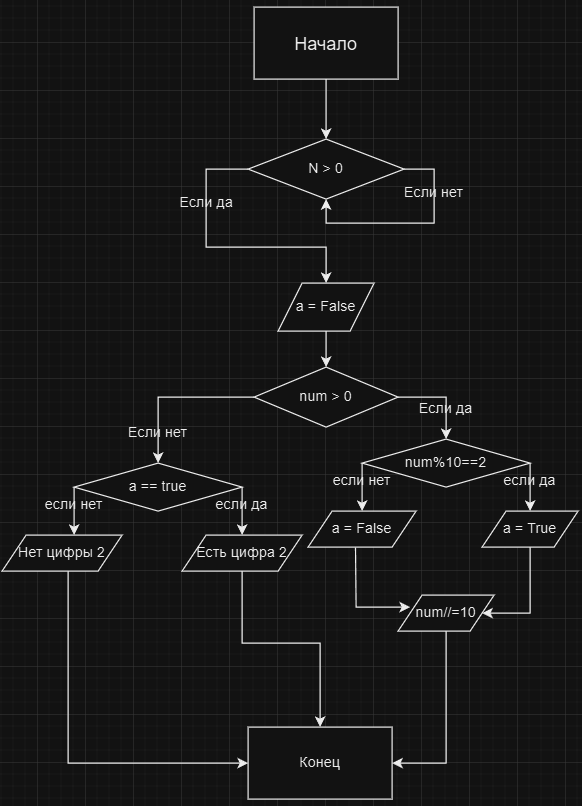 Начало
N > 0
Если да
Если нет
a = False
num > 0
Если нет
Если да
a == true
num%10==2
если нет
если да
если нет
если да
a = False
a = True
Нет цифры 2
Есть цифра 2
num//=10
Конец